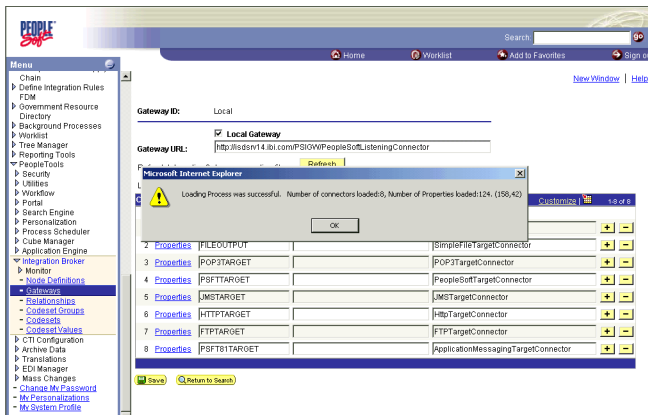 PEOPLE
Soft
Search:
go
Home
Worklist
Add to Favorites
Sign o
Menu
Chain
Define Integration Rules
FDM
Government Resource
Directory
Background Processes
Worklist
Tree Manager
Reporting Tools
PeopleTools
Security
Utilities
Workflow
Portal
Search Engine
Personalization
Process Scheduler
Cube Manager
Application Engine
Integration Broker
Monitor
Node Definitions
Gateways
Relationships
Codeset Groups
Codesets
Codeset Values
CTI Configuration
Archive Data
Translations
EDI Manager
Mass Changes
Change My Password
My Personalizations
My System Profile
New Window | Help
Gateway ID: Local
Local Gateway
Gateway URL: http://isdsrv14.ibi.com/PSIGW/PeopleSoftListeningConnector
Refresh
Microsoft Internet Explorer
Loading Process was successful. Number of connectors loaded:8, Number of Properties loaded:124. (158,42)
OK
Customize | 1-8 of 8
2 Properties FILEOUTPUT SimpleFileTargetConnector
3 Properties POP3TARGET POP3TargetConnector
4 Properties PSFTTARGET PeopleSoftTargetConnector
5 Properties JMSTARGET JMSTargetConnector
6 Properties HTTPTARGET HttpTargetConnector
7 Properties FTPTARGET FTPTargetConnector
8 Properties PSFT81TARGET ApplicationMessagingTargetConnector
Save
Return to Search